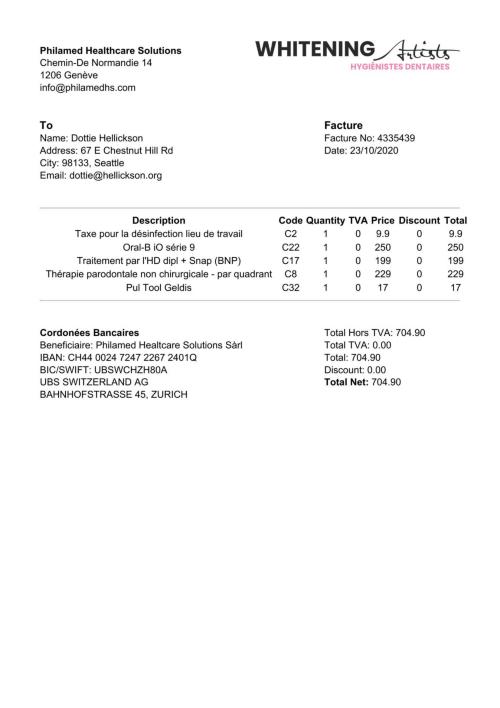 WHITENING Artists
HYGIÉNISTES DENTAIRES
Philamed Healthcare Solutions
Chemin-De Normandie 14
1206 Genève
info@philamedhs.com
To
Name: Dottie Hellickson
Address: 67 E Chestnut Hill Rd
City: 98133, Seattle
Email: dottie@hellickson.org
Facture
Facture No: 4335439
Date: 23/10/2020
Description Code Quantity TVA Price Discount Total
Taxe pour la désinfection lieu de travail C2 1 0 9.9 0 9.9
Oral-B iO série 9 C22 1 0 250 0 250
Traitement par l'HD dipl + Snap (BNP) C17 1 0 199 0 199
Thérapie parodontale non chirurgicale - par quadrant C8 1 0 229 0 229
Pul Tool Geldis C32 1 0 17 0 17
Cordonées Bancaires
Beneficiaire: Philamed Healtcare Solutions Sàrl
IBAN: CH44 0024 7247 2267 2401Q
BIC/SWIFT: UBSWCHZH80A
UBS SWITZERLAND AG
BAHNHOFSTRASSE 45, ZURICH
Total Hors TVA: 704.90
Total TVA: 0.00
Total: 704.90
Discount: 0.00
Total Net: 704.90